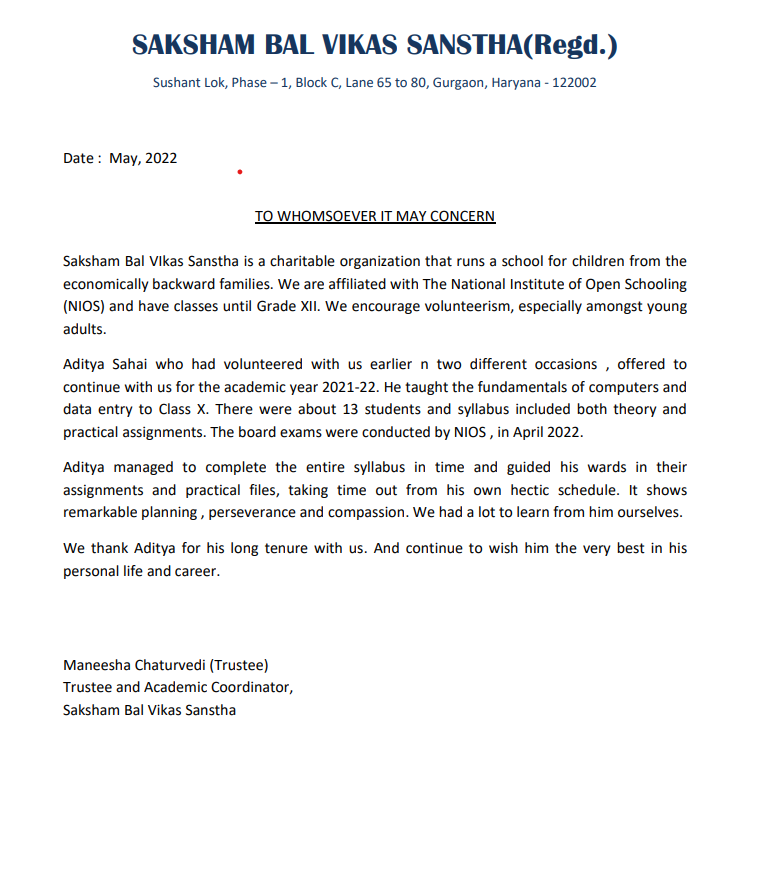 SAKSHAM BAL VIKAS SANSTHA(Regd.)
Sushant Lok, Phase – 1, Block C, Lane 65 to 80, Gurgaon, Haryana - 122002
Date :  May, 2022
TO WHOMSOEVER IT MAY CONCERN
Saksham Bal VIkas Sanstha is a charitable organization that runs a school for children from the
economically backward families. We are affiliated with The National Institute of Open Schooling
(NIOS) and have classes until Grade XII. We encourage volunteerism, especially amongst young
adults.
Aditya Sahai who had volunteered with us earlier n two different occasions , offered to
continue with us for the academic year 2021-22. He taught the fundamentals of computers and
data entry to Class X. There were about 13 students and syllabus included both theory and
practical assignments. The board exams were conducted by NIOS , in April 2022.
Aditya managed to complete the entire syllabus in time and guided his wards in their
assignments and practical files, taking time out from his own hectic schedule. It shows
remarkable planning , perseverance and compassion. We had a lot to learn from him ourselves.
We thank Aditya for his long tenure with us. And continue to wish him the very best in his
personal life and career.
Maneesha Chaturvedi (Trustee)
Trustee and Academic Coordinator,
Saksham Bal Vikas Sanstha